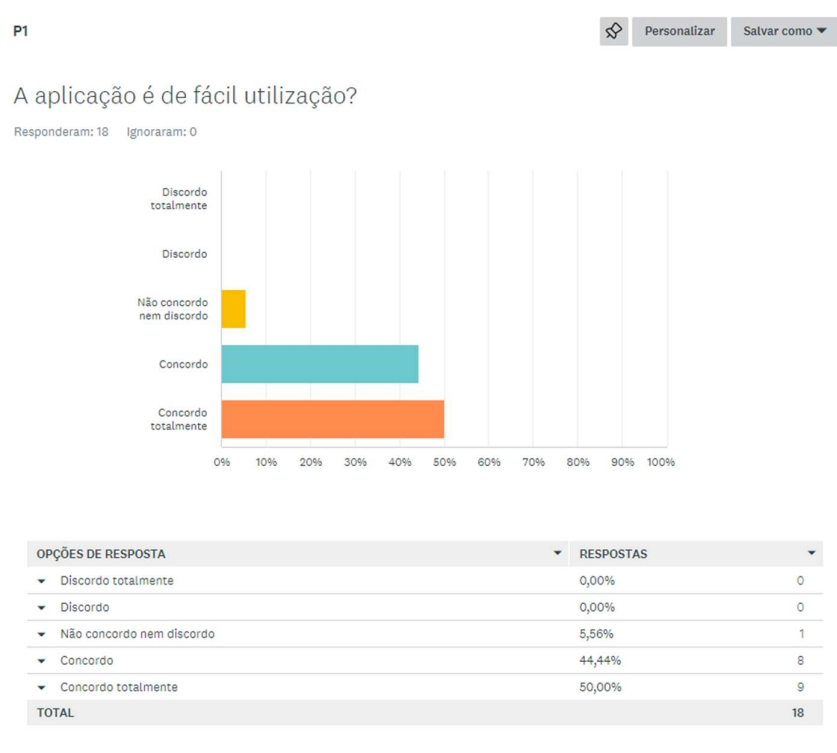 P1
Personalizar
Salvar como
A aplicação é de fácil utilização?
Responderam: 18 Ignoraram: 0
Discordo
totalmente
Discordo
Não concordo
nem discordo
Concordo
Concordo
totalmente
0% 10% 20% 30% 40% 50% 60% 70% 80% 90% 100%
OPÇÕES DE RESPOSTA RESPOSTAS
Discordo totalmente 0,00% 0
Discordo 0,00% 0
Não concordo nem discordo 5,56% 1
Concordo 44,44% 8
Concordo totalmente 50,00% 9
TOTAL 18